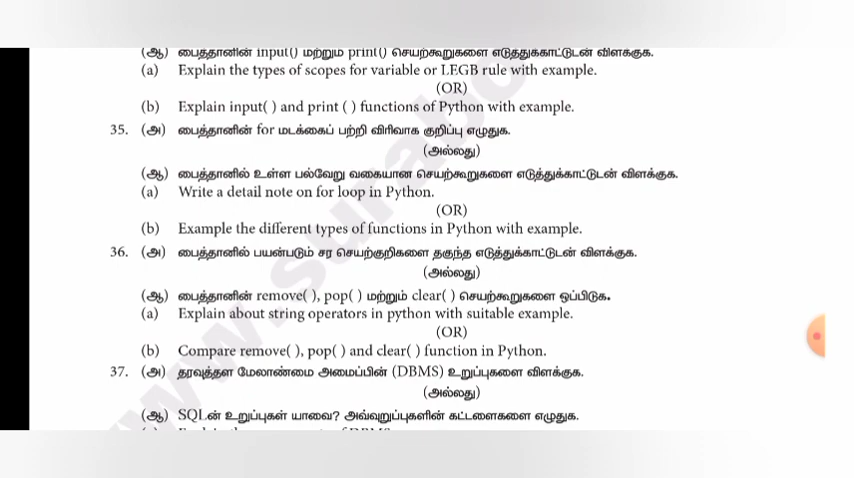 (ஆ) பைத்தானின் input() மற்றும் print() செயற்கூறுகளை எடுத்துக்காட்டுடன் விளக்குக.
(a) Explain the types of scopes for variable or LEGB rule with example.
(OR)
(b) Explain input( ) and print ( ) functions of Python with example.
35. (அ) பைத்தானின் for மடக்கைப் பற்றி விரிவாக குறிப்பு எழுதுக.
(அல்லது)
(ஆ) பைத்தானில் உள்ள பல்வேறு வகையான செயற்கூறுகளை எடுத்துக்காட்டுடன் விளக்குக.
(a) Write a detail note on for loop in Python.
(OR)
(b) Example the different types of functions in Python with example.
36. (அ) பைத்தானில் பயன்படும் சர செயற்குறிகளை தகுந்த எடுத்துக்காட்டுடன் விளக்குக.
(அல்லது)
(ஆ) பைத்தானின் remove( ), pop( ) மற்றும் clear( ) செயற்கூறுகளை ஒப்பிடுக.
(a) Explain about string operators in python with suitable example.
(OR)
(b) Compare remove( ), pop( ) and clear( ) function in Python.
37. (அ) தரவுத்தள மேலாண்மை அமைப்பின் (DBMS) உறுப்புகளை விளக்குக.
(அல்லது)
(ஆ) SQLன் உறுப்புகள் யாவை? அவ்வுறுப்புகளின் கட்டளைகளை எழுதுக.